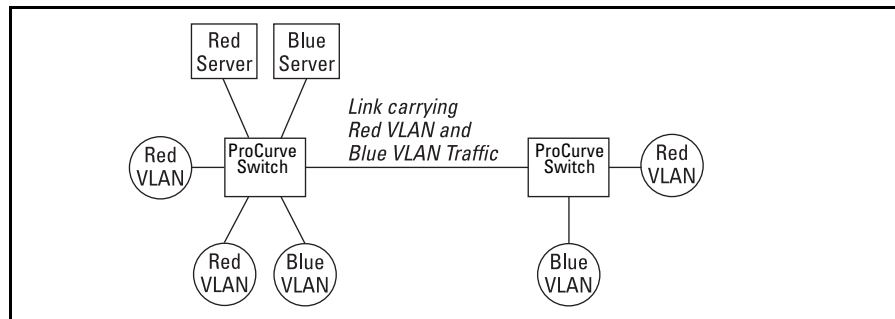 Red
Server
Blue
Server
Link carrying
Red VLAN and
Blue VLAN Traffic
Red
VLAN
ProCurve
Switch
ProCurve
Switch
Red
VLAN
Red
VLAN
Blue
VLAN
Blue
VLAN